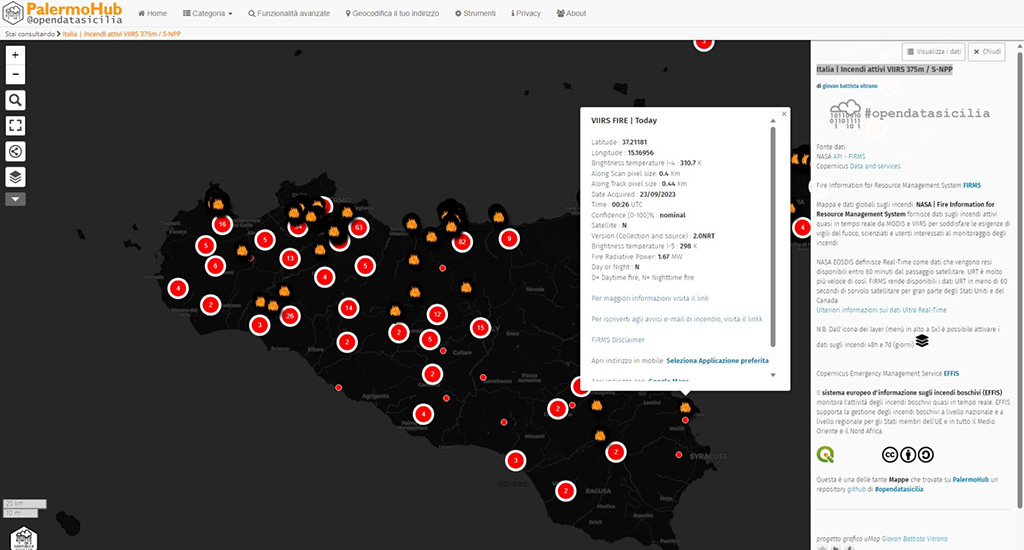 PalermoHub
@opendatasicilia
Home
Categoria
Funzionalità avanzate
Geocodifica il tuo indirizzo
Strumenti
Privacy
About
Stai consultando > Italia | Incendi attivi VIIRS 375m / S-NPP
+
−
VIIRS FIRE | Today
Latitude : 37.21181
Longitude : 15.16956
Brightness temperature I-4 : 310.7 K
Along Scan pixel size: 0.4 Km
Along Track pixel size: 0.44 Km
Date Acquired : 23/09/2023
Time : 00:26 UTC
Confidence [0-100]% : nominal
Satellite : N
Version (Collection and source) : 2.0NRT
Brightness temperature I-5 : 298 K
Fire Radiative Power: 1.67 MW
Day or Night : N
D= Daytime fire, N= Nighttime fire
Per maggiori informazioni visita il link
Per iscriverti agli avvisi e-mail di incendio, visita il linkk
FIRMS Disclaimer
Apri indirizzo in mobile: Seleziona Applicazione preferita
Apri indirizzo con: Google Maps
3
16
63
5
5
6
13
5
4
4
2
14
3
26
2
2
12
5
15
82
9
2
4
3
2
2
2
4
RAGUSA
SYRACUSE
20 km
10 mi
Visualizza i dati
Chiudi
Italia | Incendi attivi VIIRS 375m / S-NPP
di giovan battista vitrano
#opendatasicilia
Fonte dati:
NASA API - FIRMS
Copernicus Data and services
Fire Information for Resource Management System FIRMS
Mappa e dati globali sugli incendi. NASA | Fire Information for
Resource Management System fornisce dati sugli incendi attivi
quasi in tempo reale da MODIS e VIIRS per soddisfare le esigenze di
vigili del fuoco, scienziati e utenti interessati al monitoraggio degli
incendi.
NASA EOSDIS definisce Real-Time come dati che vengono resi
disponibili entro 60 minuti dal passaggio satellitare. URT è molto
più veloce di così. FIRMS rende disponibili i dati URT in meno di 60
secondi di sorvolo satellitare per gran parte degli Stati Uniti e del
Canada
Ulteriori informazioni sui dati Ultra Real-Time.
N.B. Dall'icona dei layer (menù in alto a Sx) è possibile attivare i
dati sugli incendi 48h e 7d (giorni)
Copernicus Emergency Management Service EFFIS
Il sistema europeo d'informazione sugli incendi boschivi (EFFIS)
monitora l'attività degli incendi boschivi quasi in tempo reale. EFFIS
supporta la gestione degli incendi boschivi a livello nazionale e a
livello regionale per gli Stati membri dell'UE e in tutto il Medio
Oriente e il Nord Africa.
Questa è una delle tante Mappe che trovate su PalermoHub un
repository github di #opendatasicilia
progetto grafico uMap Giovan Battista Vitrano